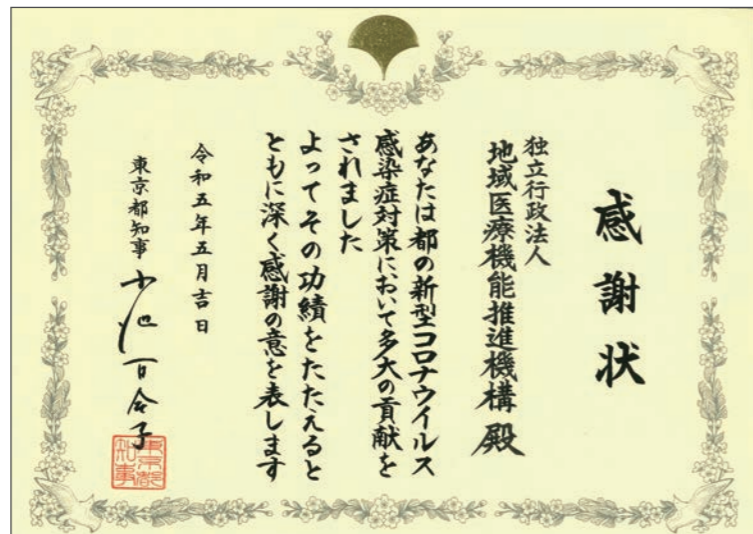 感謝状
独立行政法人
地域医療機能推進機構 殿
あなたは都の新型コロナウイルス
感染症対策において多大の貢献を
されました
よってその功績をたたえると
ともに深く感謝の意を表します
令和五年五月吉日
東京都知事 小池百合子
東京都
知事